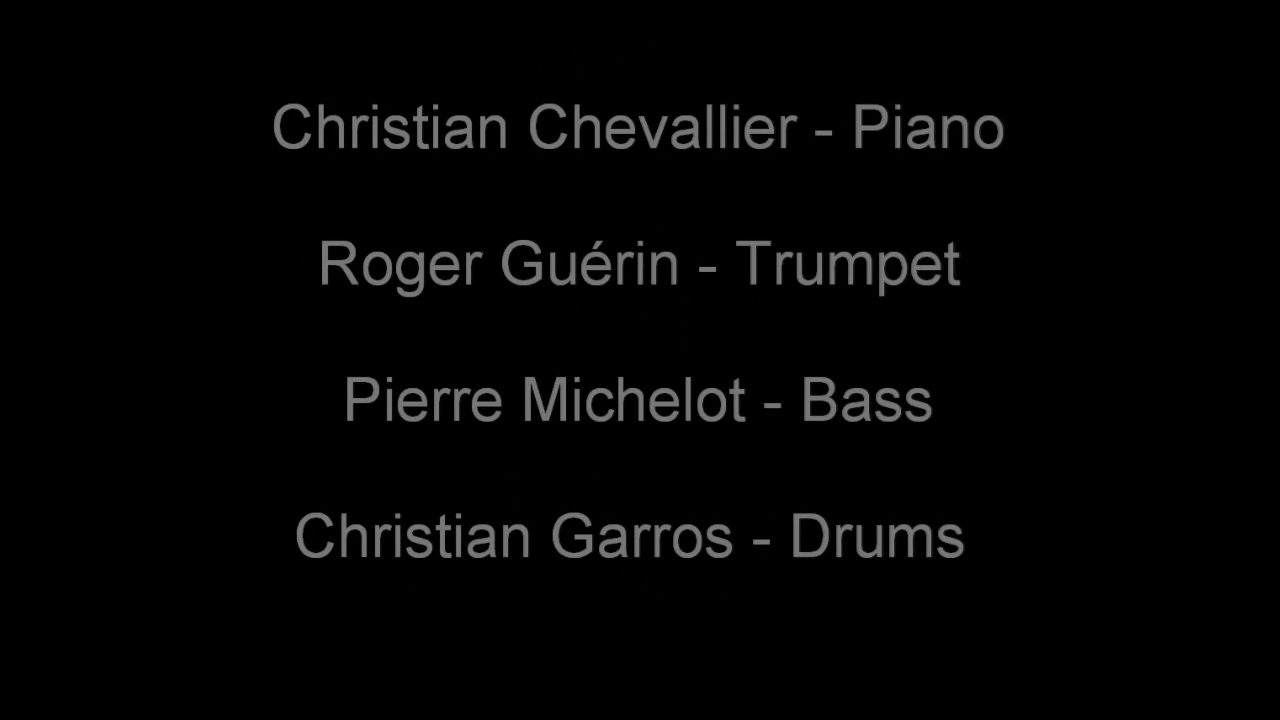 Christian Chevallier - Piano
Roger Guérin - Trumpet
Pierre Michelot - Bass
Christian Garros - Drums